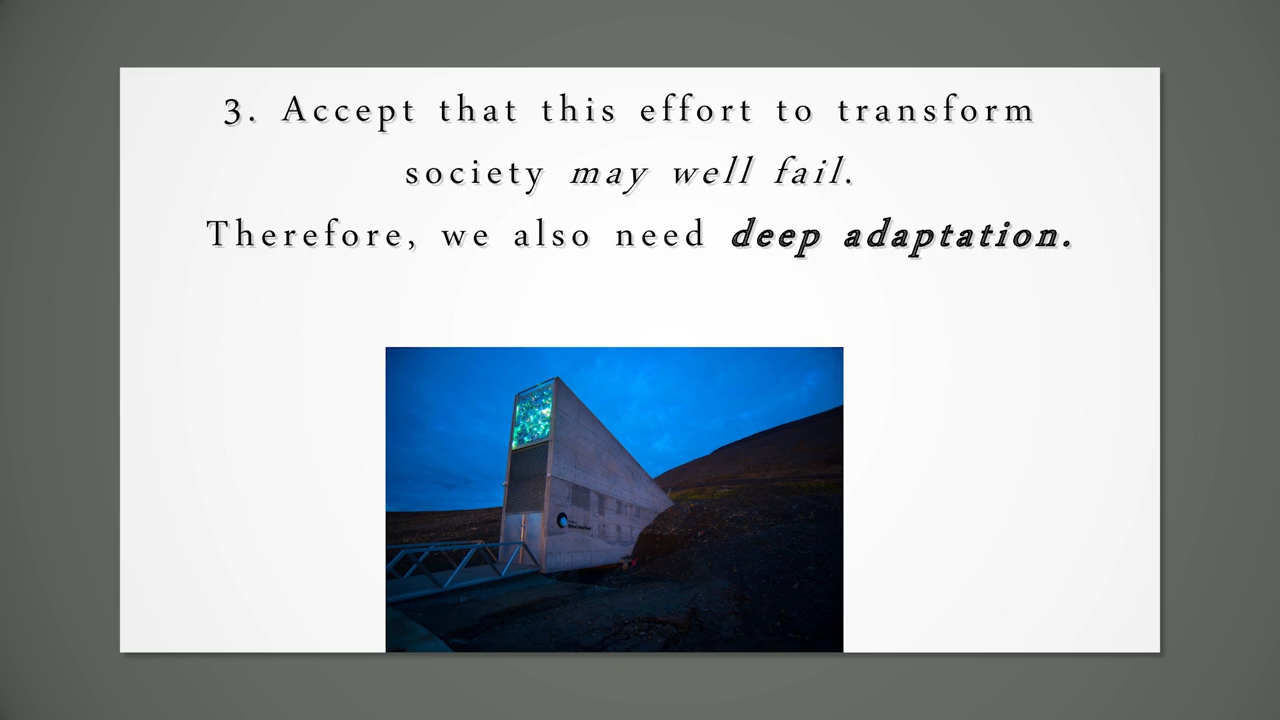 3. Accept that this effort to transform
society may well fail.
Therefore, we also need deep adaptation.